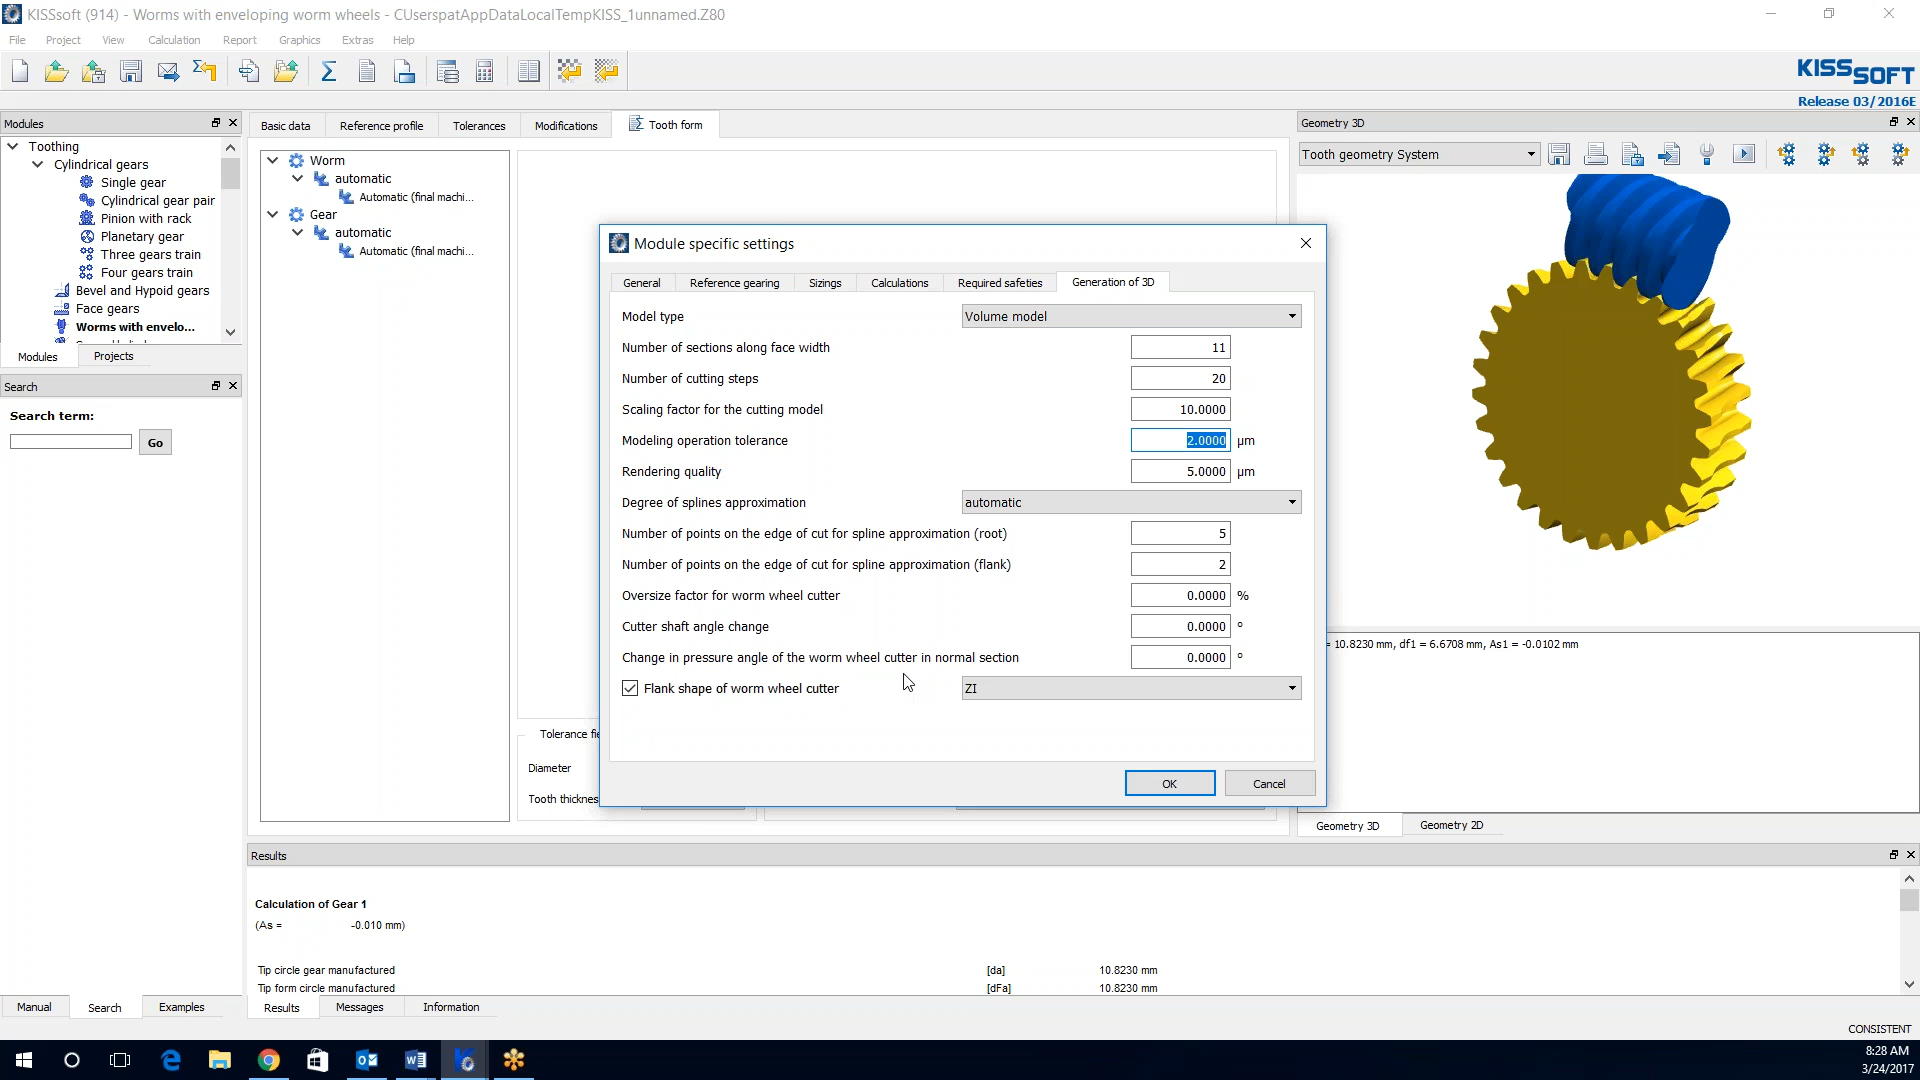 KISSsoft (914) - Worms with enveloping worm wheels - CUserspatAppDataLocalTempKISS_1unnamed.Z80
File Project View Calculation Report Graphics Extras Help
KISSSOFT
Release 03/2016E
Modules
Toothing
Cylindrical gears
Single gear
Cylindrical gear pair
Pinion with rack
Planetary gear
Three gears train
Four gears train
Bevel and Hypoid gears
Face gears
Worms with envelo...
Modules Projects
Search
Search term:
Go
Manual Search Examples
Basic data Reference profile Tolerances Modifications Tooth form
Worm
automatic
Automatic (final machi...
Gear
automatic
Automatic (final machi...
Tolerance fie
Diameter
Tooth thicknes
Module specific settings
General Reference gearing Sizings Calculations Required safeties Generation of 3D
Model type Volume model
Number of sections along face width 11
Number of cutting steps 20
Scaling factor for the cutting model 10.0000
Modeling operation tolerance 2.0000 µm
Rendering quality 5.0000 µm
Degree of splines approximation automatic
Number of points on the edge of cut for spline approximation (root) 5
Number of points on the edge of cut for spline approximation (flank) 2
Oversize factor for worm wheel cutter 0.0000 %
Cutter shaft angle change 0.0000 °
Change in pressure angle of the worm wheel cutter in normal section 0.0000 °
Flank shape of worm wheel cutter ZI
OK Cancel
Geometry 3D
Tooth geometry System
= 10.8230 mm, df1 = 6.6708 mm, As1 = -0.0102 mm
Geometry 3D Geometry 2D
Results
Calculation of Gear 1
(As = -0.010 mm)
Tip circle gear manufactured [da] 10.8230 mm
Tip form circle manufactured [dFa] 10.8230 mm
Results Messages Information
CONSISTENT
8:28 AM
3/24/2017